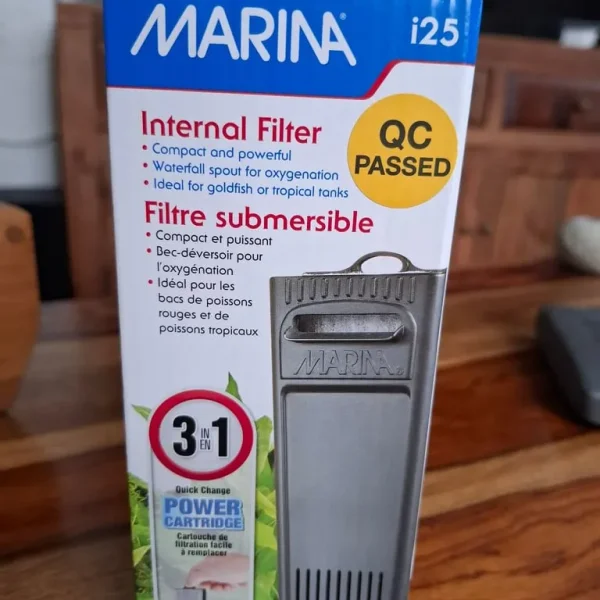 MARINA
i25
Internal Filter
• Compact and powerful
• Waterfall spout for oxygenation
• Ideal for goldfish or tropical tanks
QC
PASSED
Filtre submersible
• Compact et puissant
• Bec-déversoir pour
l'oxygénation
• Idéal pour les
bacs de poissons
rouges et de
poissons tropicaux
MARINA
3 IN EN 1
Quick Change
POWER
CARTRIDGE
Cartouche de
filtration facile
à remplacer